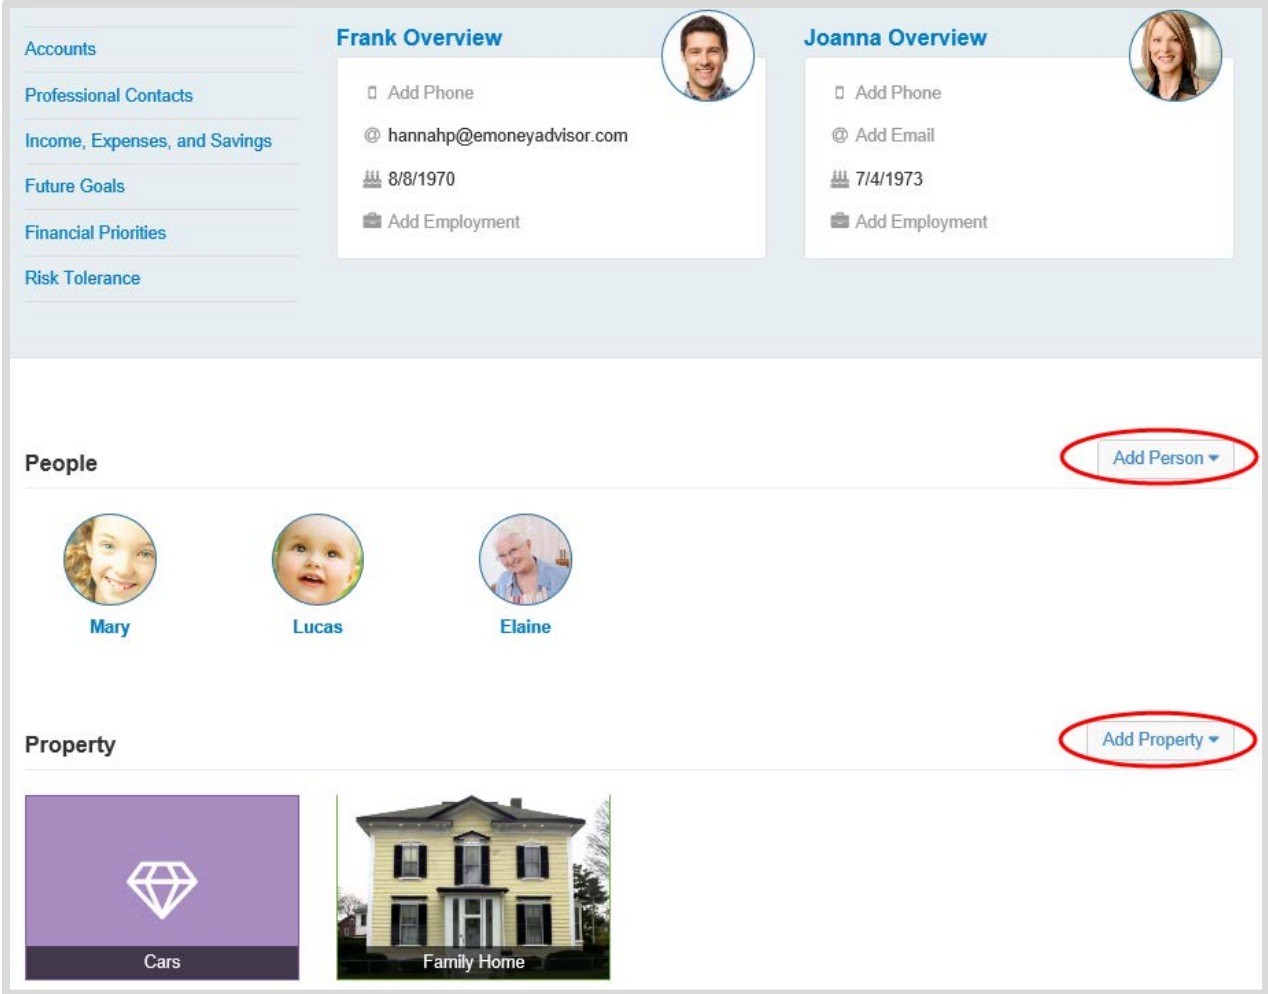 Accounts
Professional Contacts
Income, Expenses, and Savings
Future Goals
Financial Priorities
Risk Tolerance
Frank Overview
Add Phone
@ hannahp@emoneyadvisor.com
8/8/1970
Add Employment
Joanna Overview
Add Phone
@ Add Email
7/4/1973
Add Employment
People
Add Person
Mary
Lucas
Elaine
Property
Add Property
Cars
Family Home